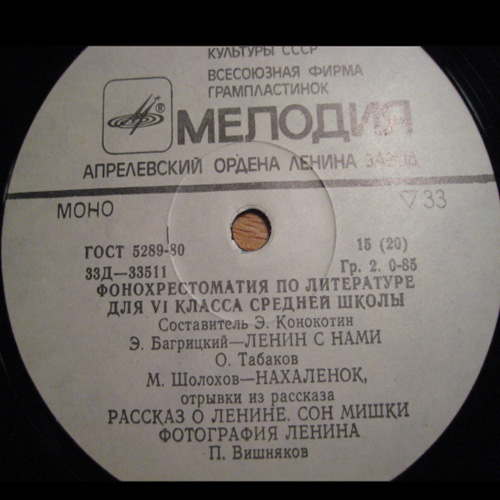 КУЛЬТУРЫ СССР
ВСЕСОЮЗНАЯ ФИРМА
ГРАМПЛАСТИНОК
® МЕЛОДИЯ
АПРЕЛЕВСКИЙ ОРДЕНА ЛЕНИНА ЗАВОД
МОНО ▽33
ГОСТ 5289-80 15 (20)
33Д—33511 Гр. 2. 0-85
ФОНОХРЕСТОМАТИЯ ПО ЛИТЕРАТУРЕ
ДЛЯ VI КЛАССА СРЕДНЕЙ ШКОЛЫ
Составитель Э. Конокотин
Э. Багрицкий—ЛЕНИН С НАМИ
О. Табаков
М. Шолохов—НАХАЛЕНОК,
отрывки из рассказа
РАССКАЗ О ЛЕНИНЕ. СОН МИШКИ
ФОТОГРАФИЯ ЛЕНИНА
П. Вишняков